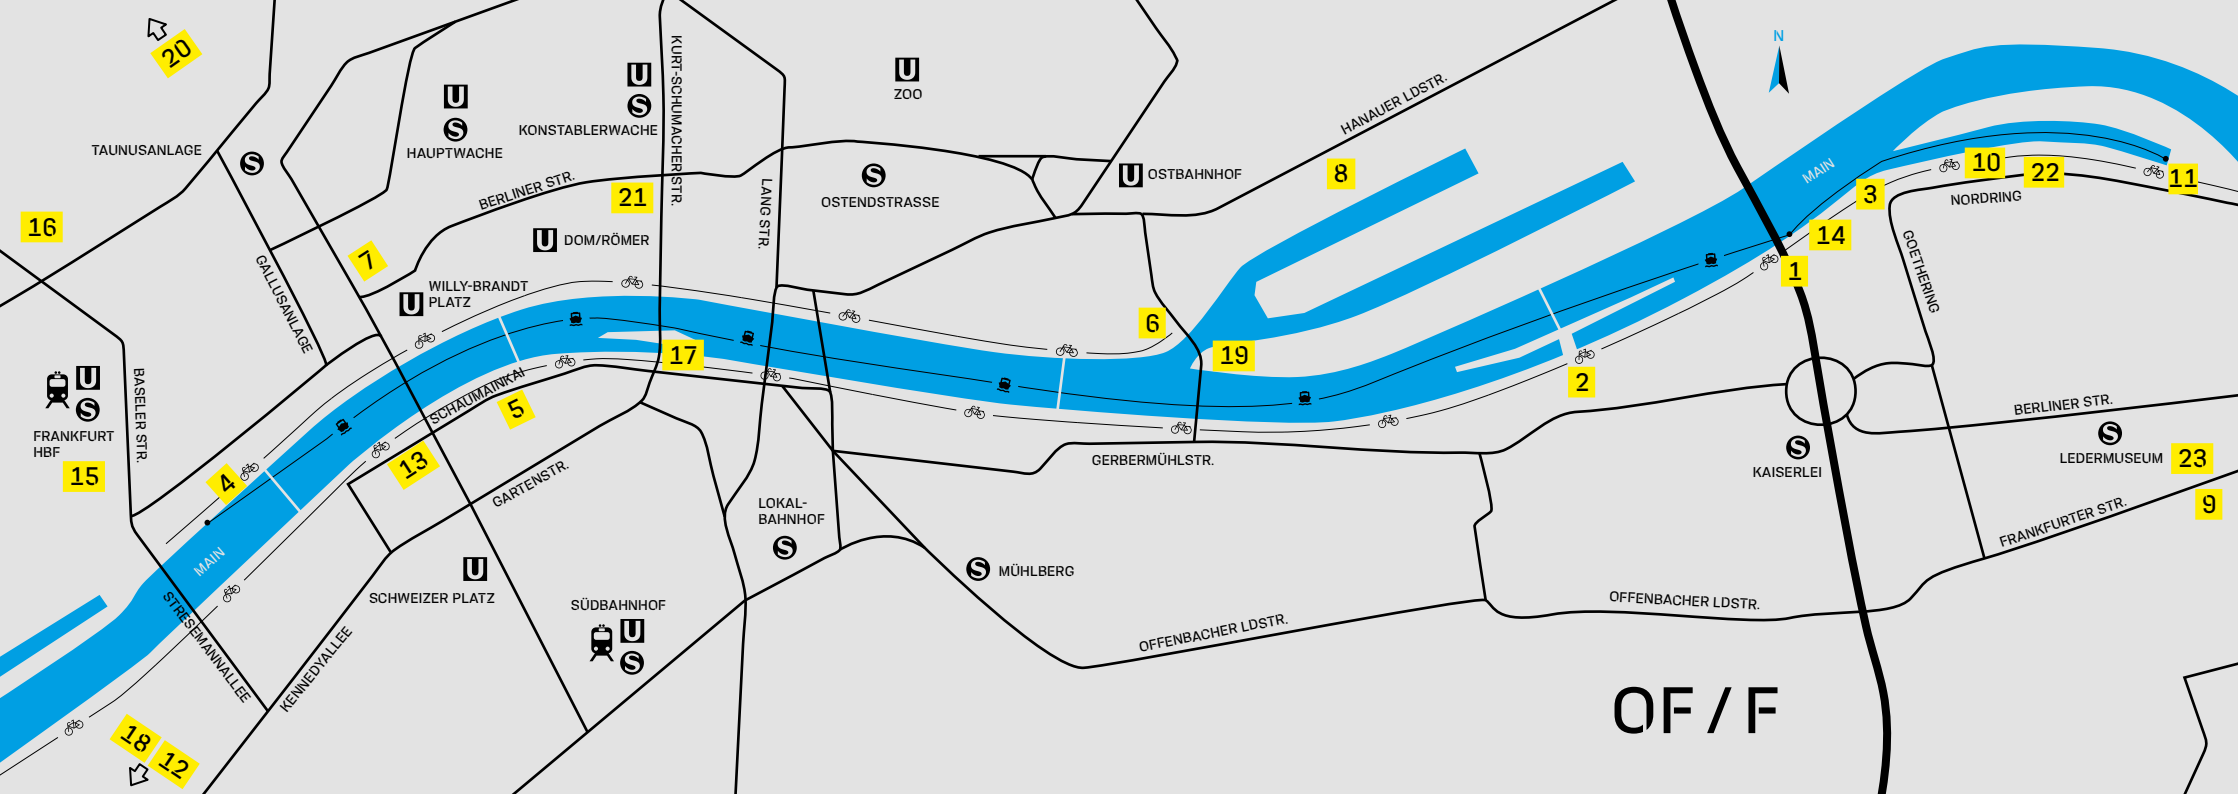 20
N
U
ZOO
U
S
KONSTABLERWACHE
U
S
HAUPTWACHE
KURT-SCHUMACHERSTR.
HANAUER LDSTR.
TAUNUSANLAGE
S
BERLINER STR.
21
LANG STR.
S
OSTENDSTRASSE
U OSTBAHNHOF
8
MAIN
10
22
11
3
NORDRING
14
1
GOETHERING
16
7
U DOM/RÖMER
GALLUSANLAGE
U WILLY-BRANDT
PLATZ
6
19
17
2
U
S
FRANKFURT
HBF
15
BASELER STR.
SCHAUMAINKAI
5
13
4
GARTENSTR.
MAIN
GERBERMÜHLSTR.
BERLINER STR.
S
KAISERLEI
S
LEDERMUSEUM
23
9
FRANKFURTER STR.
LOKAL-
BAHNHOF
S
S MÜHLBERG
U
SCHWEIZER PLATZ
SÜDBAHNHOF
U
S
STRESEMANNALLEE
KENNEDYALLEE
OFFENBACHER LDSTR.
OFFENBACHER LDSTR.
18
12
OF / F